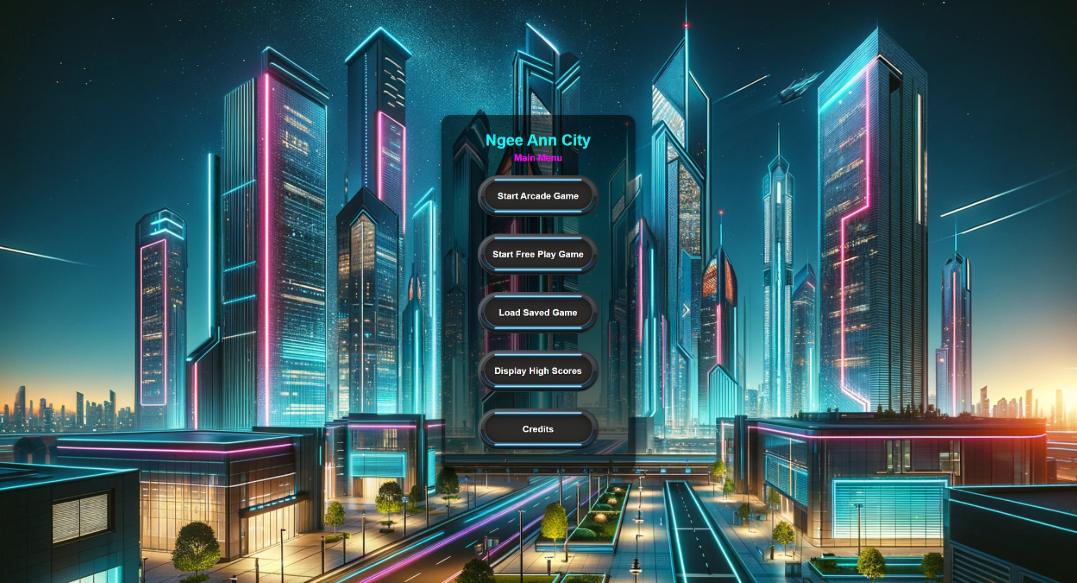 Ngee Ann City
Main Menu
Start Arcade Game
Start Free Play Game
Load Saved Game
Display High Scores
Credits